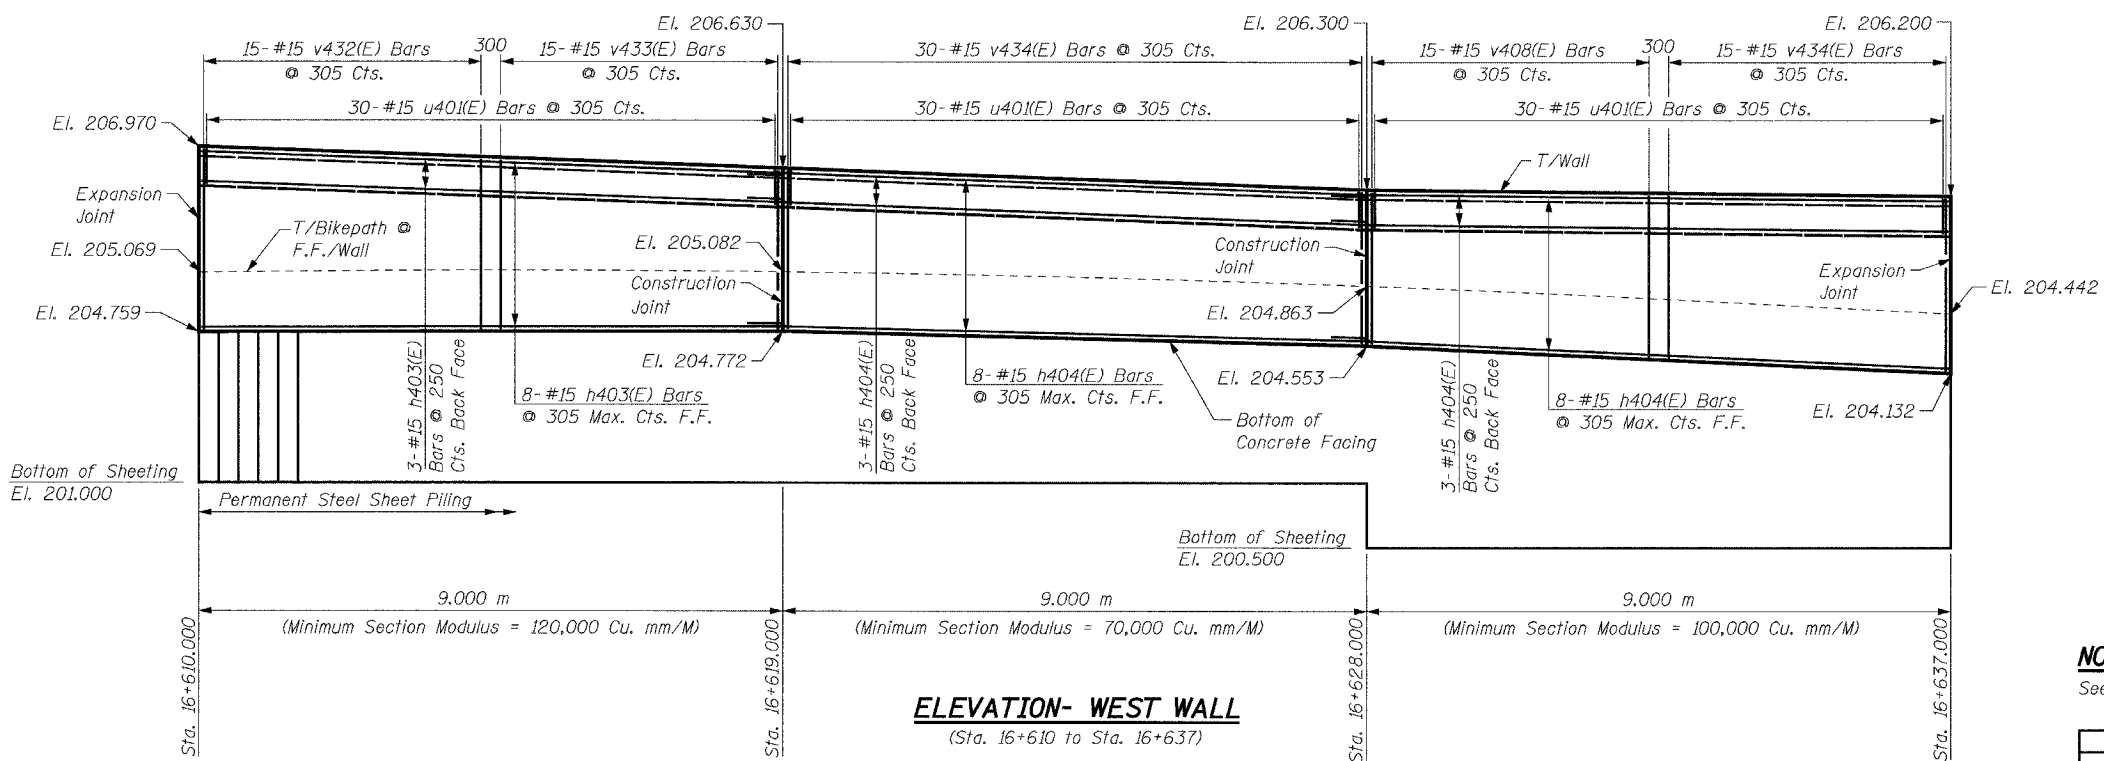 El. 206.630
El. 206.300
El. 206.200
15-#15 v432(E) Bars
@ 305 Cts.
300
15-#15 v433(E) Bars
@ 305 Cts.
30-#15 v434(E) Bars @ 305 Cts.
15-#15 v408(E) Bars
@ 305 Cts.
300
15-#15 v434(E) Bars
@ 305 Cts.
30-#15 u401(E) Bars @ 305 Cts.
30-#15 u401(E) Bars @ 305 Cts.
30-#15 u401(E) Bars @ 305 Cts.
El. 206.970
T/Wall
Expansion
Joint
T/Bikepath @
F.F./Wall
El. 205.069
El. 205.082
Construction
Joint
Construction
Joint
Expansion
Joint
El. 204.442
El. 204.759
El. 204.863
El. 204.772
El. 204.553
El. 204.132
3-#15 h403(E)
Bars @ 250
Cts. Back Face
8-#15 h403(E) Bars
@ 305 Max. Cts. F.F.
3-#15 h404(E)
Bars @ 250
Cts. Back Face
8-#15 h404(E) Bars
@ 305 Max. Cts. F.F.
Bottom of
Concrete Facing
3-#15 h404(E)
Bars @ 250
Cts. Back Face
8-#15 h404(E) Bars
@ 305 Max. Cts. F.F.
Bottom of Sheeting
El. 201.000
Permanent Steel Sheet Piling
Bottom of Sheeting
El. 200.500
9.000 m
(Minimum Section Modulus = 120,000 Cu. mm/M)
9.000 m
(Minimum Section Modulus = 70,000 Cu. mm/M)
9.000 m
(Minimum Section Modulus = 100,000 Cu. mm/M)
Sta. 16+610.000
Sta. 16+619.000
Sta. 16+628.000
Sta. 16+637.000
ELEVATION- WEST WALL
(Sta. 16+610 to Sta. 16+637)
NO
See